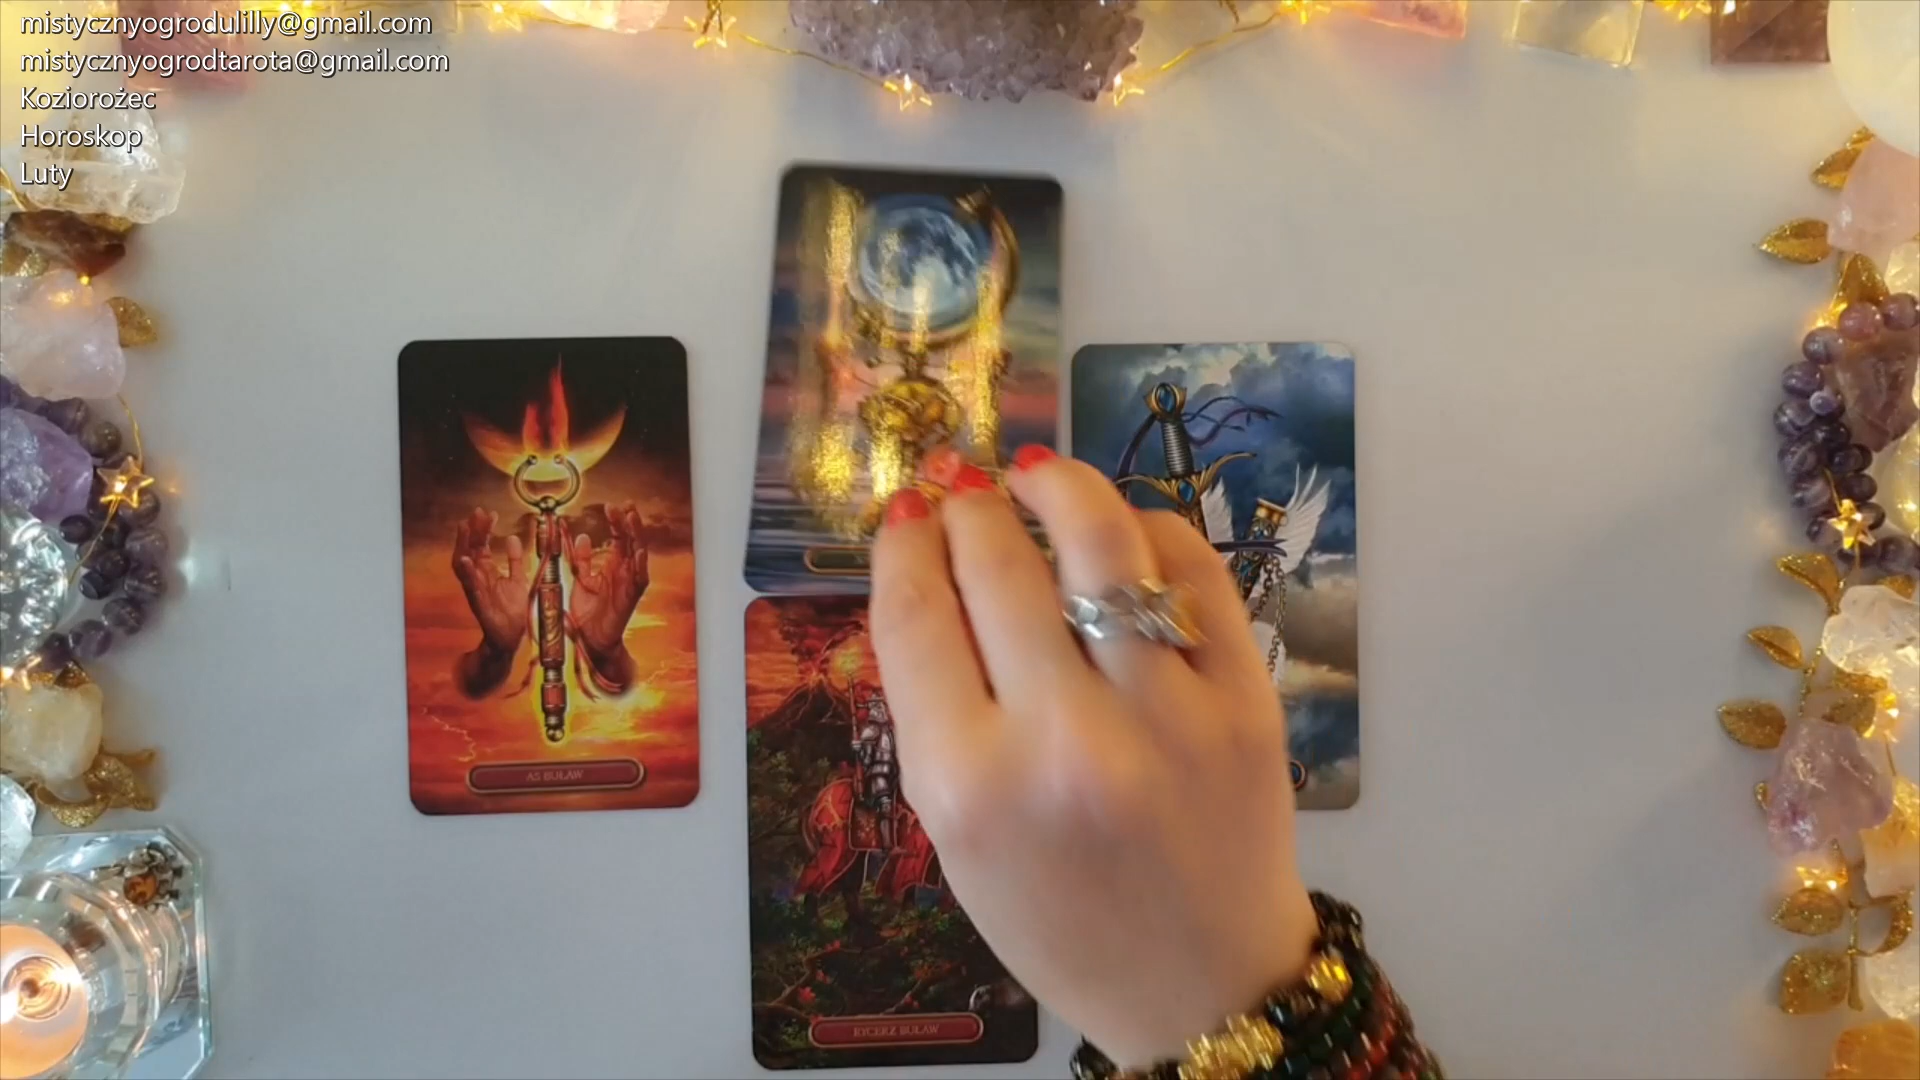 mistycznyogrodulilly@gmail.com
mistycznyogrodtarota@gmail.com
Koziorożec
Horoskop
Luty
AS BUŁAW
RYCERZ BUŁAW